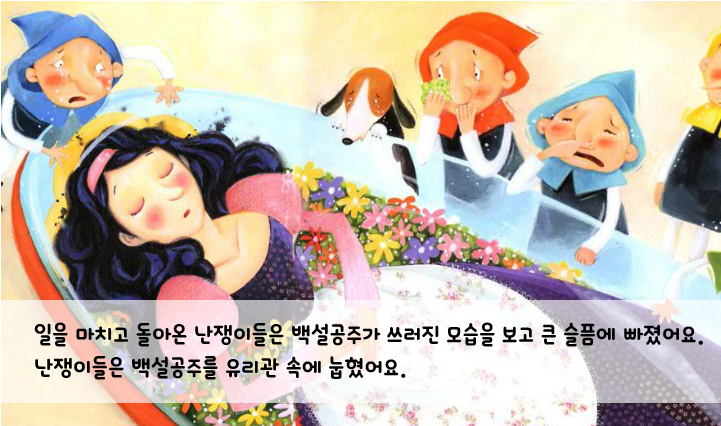 일을 마치고 돌아온 난쟁이들은 백설공주가 쓰러진 모습을 보고 큰 슬픔에 빠졌어요.
난쟁이들은 백설공주를 유리관 속에 눕혔어요.